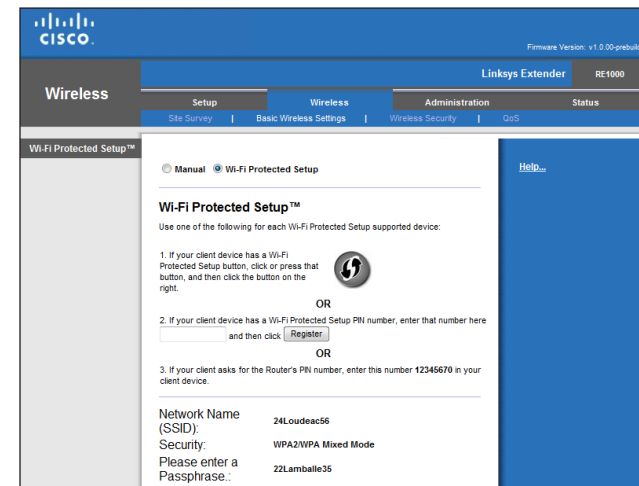 CISCO.
Firmware Version: v1.0.00-prebuild
Linksys Extender RE1000
Wireless
Setup Wireless Administration Status
Site Survey | Basic Wireless Settings | Wireless Security | QoS
Wi-Fi Protected Setup™
Manual Wi-Fi Protected Setup
Help...
Wi-Fi Protected Setup™
Use one of the following for each Wi-Fi Protected Setup supported device:
1. If your client device has a Wi-Fi
Protected Setup button, click or press that
button, and then click the button on the
right.
OR
2. If your client device has a Wi-Fi Protected Setup PIN number, enter that number here
and then click Register
OR
3. If your client asks for the Router's PIN number, enter this number 12345670 in your
client device.
Network Name
(SSID): 24Loudeac56
Security: WPA2/WPA Mixed Mode
Please enter a
Passphrase.: 22Lamballe35